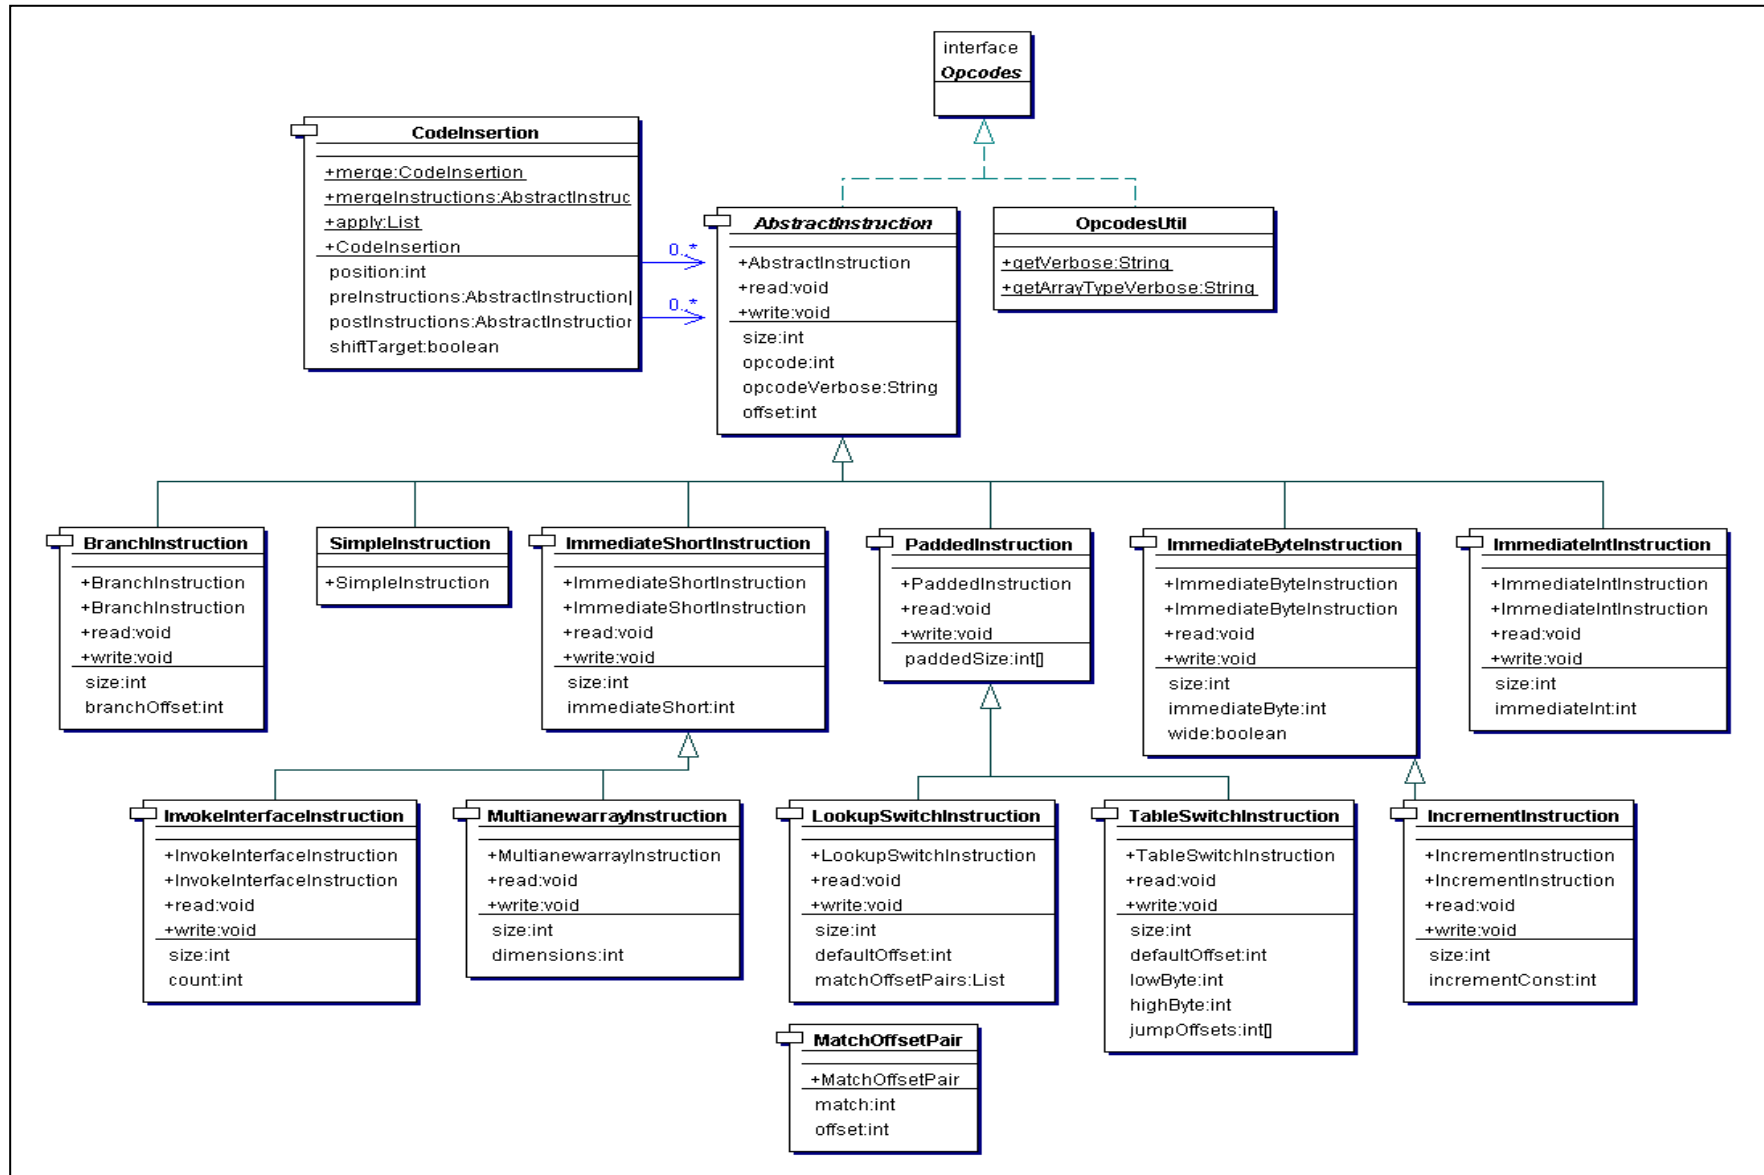 interface
Opcodes
CodeInsertion
+merge:CodeInsertion
+mergeInstructions:AbstractInstruc
+apply:List
+CodeInsertion
position:int
preInstructions:AbstractInstruction[
postInstructions:AbstractInstruction
shiftTarget:boolean
0..*
0..*
AbstractInstruction
+AbstractInstruction
+read:void
+write:void
size:int
opcode:int
opcodeVerbose:String
offset:int
OpcodesUtil
+getVerbose:String
+getArrayTypeVerbose:String
BranchInstruction
+BranchInstruction
+BranchInstruction
+read:void
+write:void
size:int
branchOffset:int
SimpleInstruction
+SimpleInstruction
ImmediateShortInstruction
+ImmediateShortInstruction
+ImmediateShortInstruction
+read:void
+write:void
size:int
immediateShort:int
PaddedInstruction
+PaddedInstruction
+read:void
+write:void
paddedSize:int[]
ImmediateByteInstruction
+ImmediateByteInstruction
+ImmediateByteInstruction
+read:void
+write:void
size:int
immediateByte:int
wide:boolean
ImmediateIntInstruction
+ImmediateIntInstruction
+ImmediateIntInstruction
+read:void
+write:void
size:int
immediateInt:int
InvokeInterfaceInstruction
+InvokeInterfaceInstruction
+InvokeInterfaceInstruction
+read:void
+write:void
size:int
count:int
MultianewarrayInstruction
+MultianewarrayInstruction
+read:void
+write:void
size:int
dimensions:int
LookupSwitchInstruction
+LookupSwitchInstruction
+read:void
+write:void
size:int
defaultOffset:int
matchOffsetPairs:List
TableSwitchInstruction
+TableSwitchInstruction
+read:void
+write:void
size:int
defaultOffset:int
lowByte:int
highByte:int
jumpOffsets:int[]
IncrementInstruction
+IncrementInstruction
+IncrementInstruction
+read:void
+write:void
size:int
incrementConst:int
MatchOffsetPair
+MatchOffsetPair
match:int
offset:int